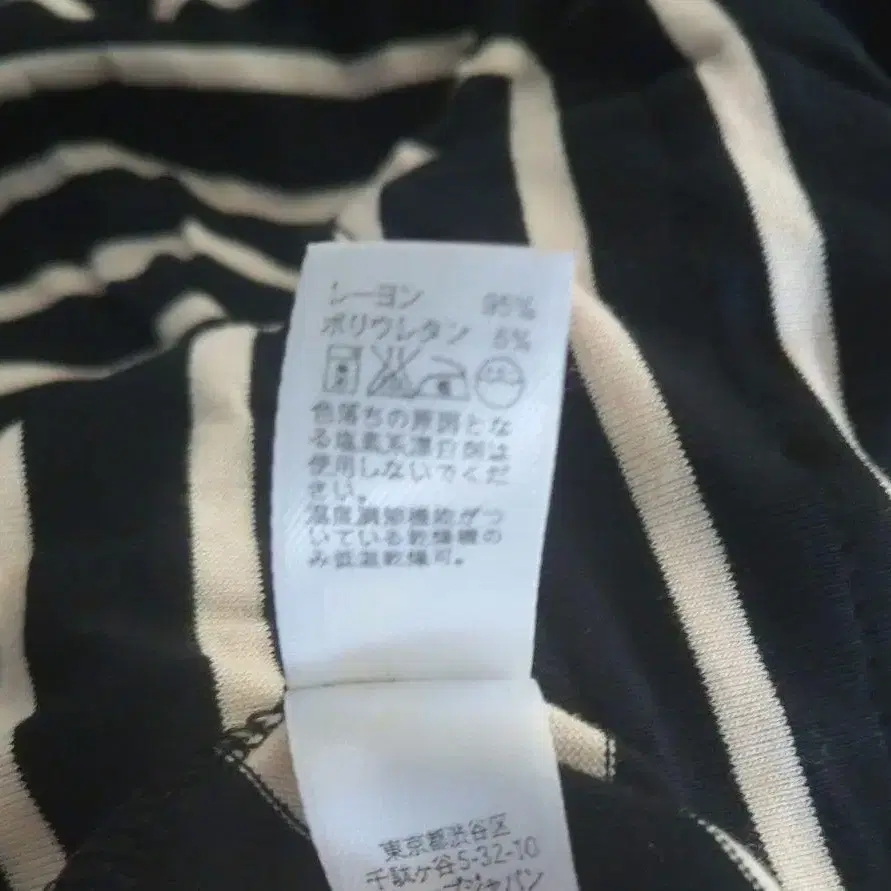 レーヨン 95%
ポリウレタン 5%
色落ちの原因とな
る塩素系漂白剤は
使用しないでくだ
さい。
温度調節機能がつ
いている乾燥機の
み低温乾燥可。
東京都渋谷区
千駄ケ谷5-32-10
プジャパン